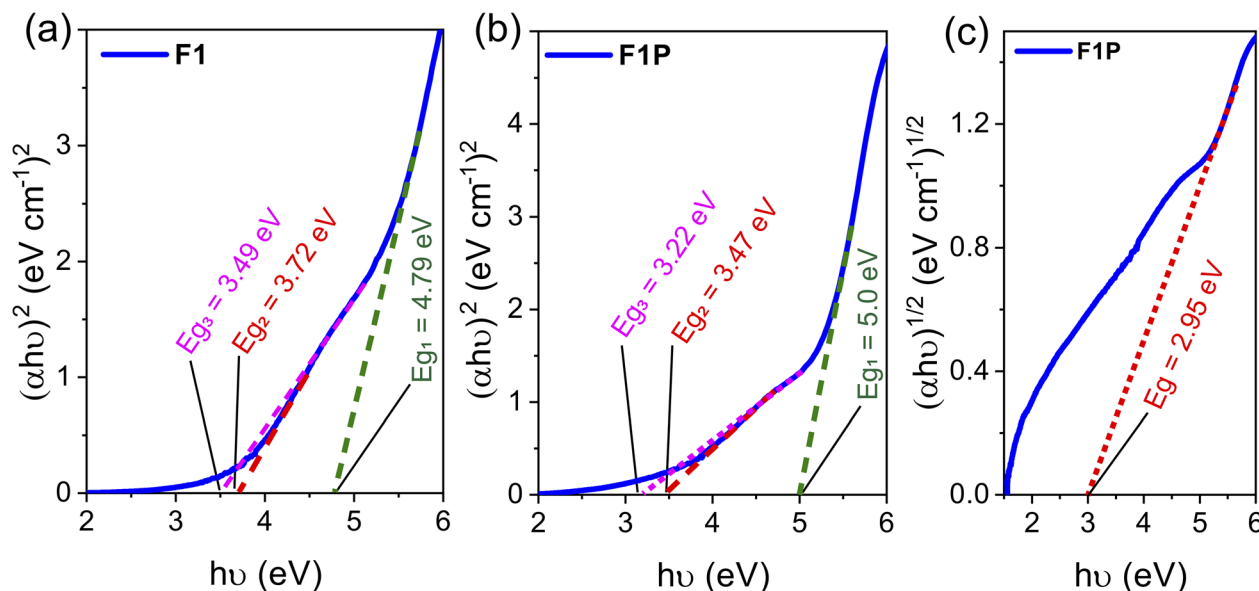 (a)
F1
(αhυ)² (eV cm⁻¹)²
4
3
2
1
0
Eg₃ = 3.49 eV
Eg₂ = 3.72 eV
Eg₁ = 4.79 eV
2 3 4 5 6
hυ (eV)
(b)
F1P
(αhυ)² (eV cm⁻¹)²
4
3
2
1
0
Eg₃ = 3.22 eV
Eg₂ = 3.47 eV
Eg₁ = 5.0 eV
2 3 4 5 6
hυ (eV)
(c)
F1P
(αhυ)¹/² (eV cm⁻¹)¹/²
1.2
0.8
0.4
0.0
Eg = 2.95 eV
2 3 4 5 6
hυ (eV)